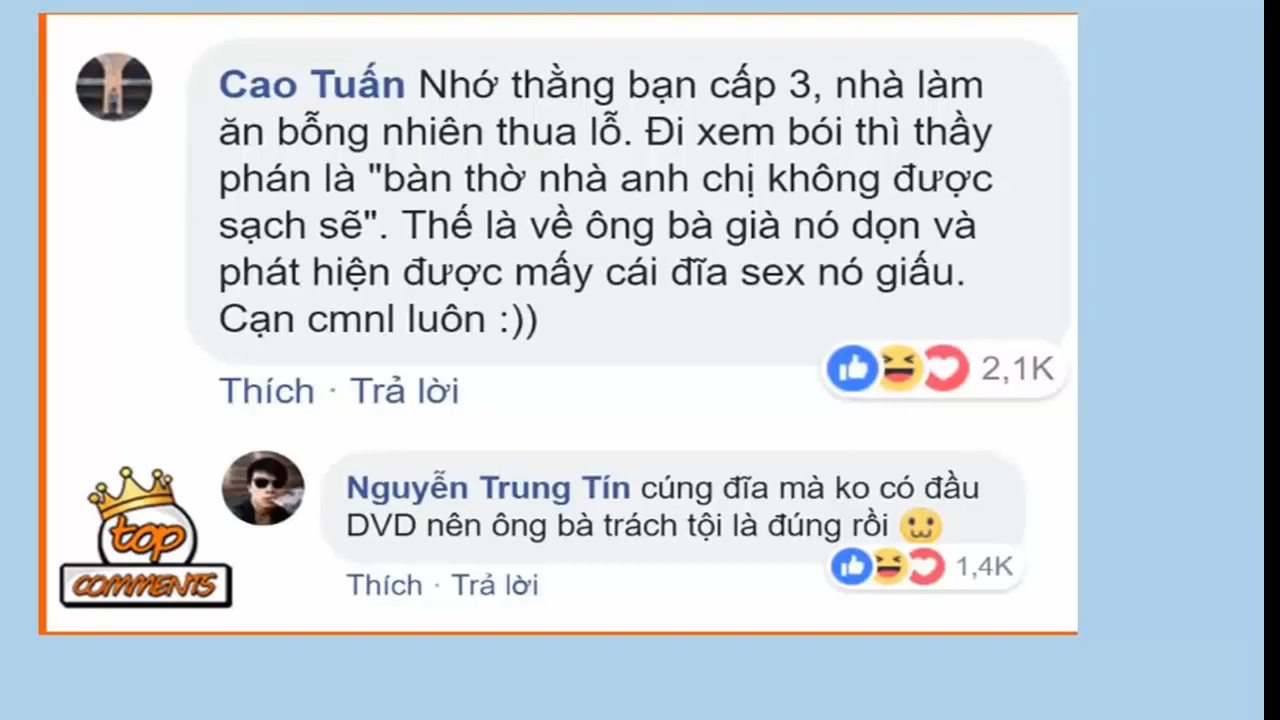 Cao Tuấn Nhớ thằng bạn cấp 3, nhà làm
ăn bỗng nhiên thua lỗ. Đi xem bói thì thầy
phán là "bàn thờ nhà anh chị không được
sạch sẽ". Thế là về ông bà già nó dọn và
phát hiện được mấy cái đĩa sex nó giấu.
Cạn cmnl luôn :))
2,1K
Thích · Trả lời
Nguyễn Trung Tín cúng đĩa mà ko có đầu
DVD nên ông bà trách tội là đúng rồi
1,4K
Thích · Trả lời
top
COMMENTS